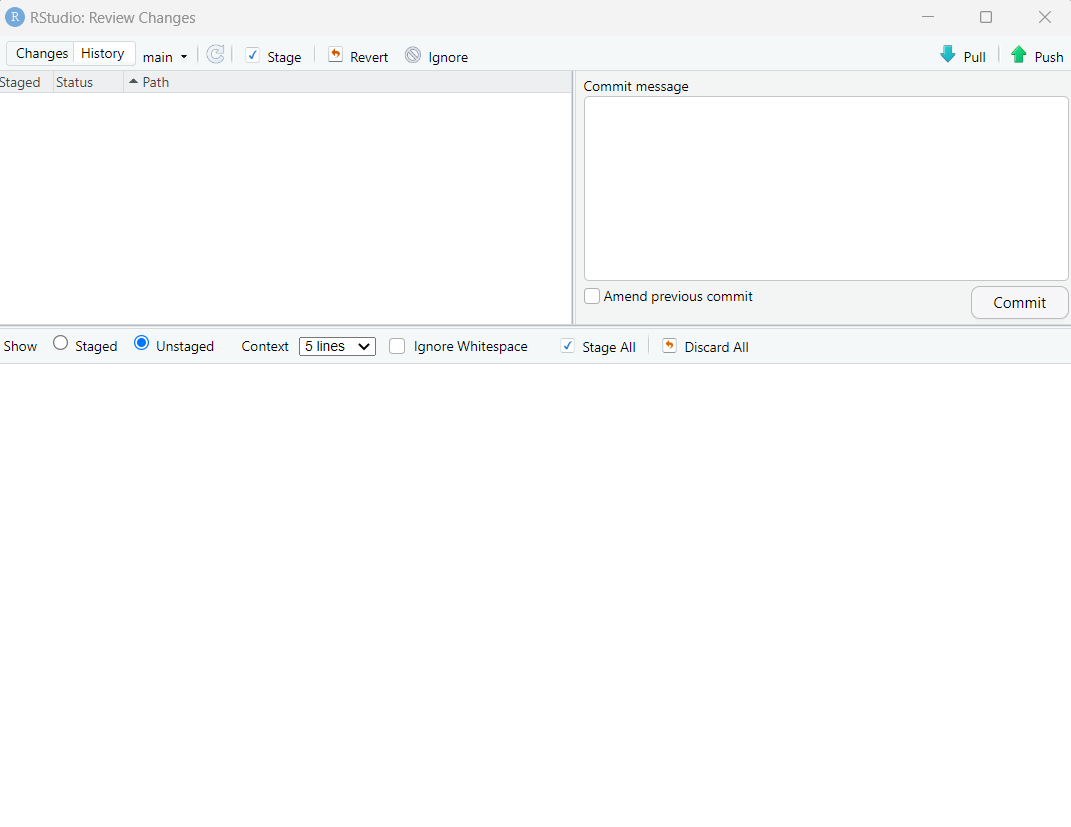 R RStudio: Review Changes
Changes History main Stage Revert Ignore Pull Push
Staged Status Path
Commit message
Amend previous commit
Commit
Show Staged Unstaged Context 5 lines Ignore Whitespace Stage All Discard All